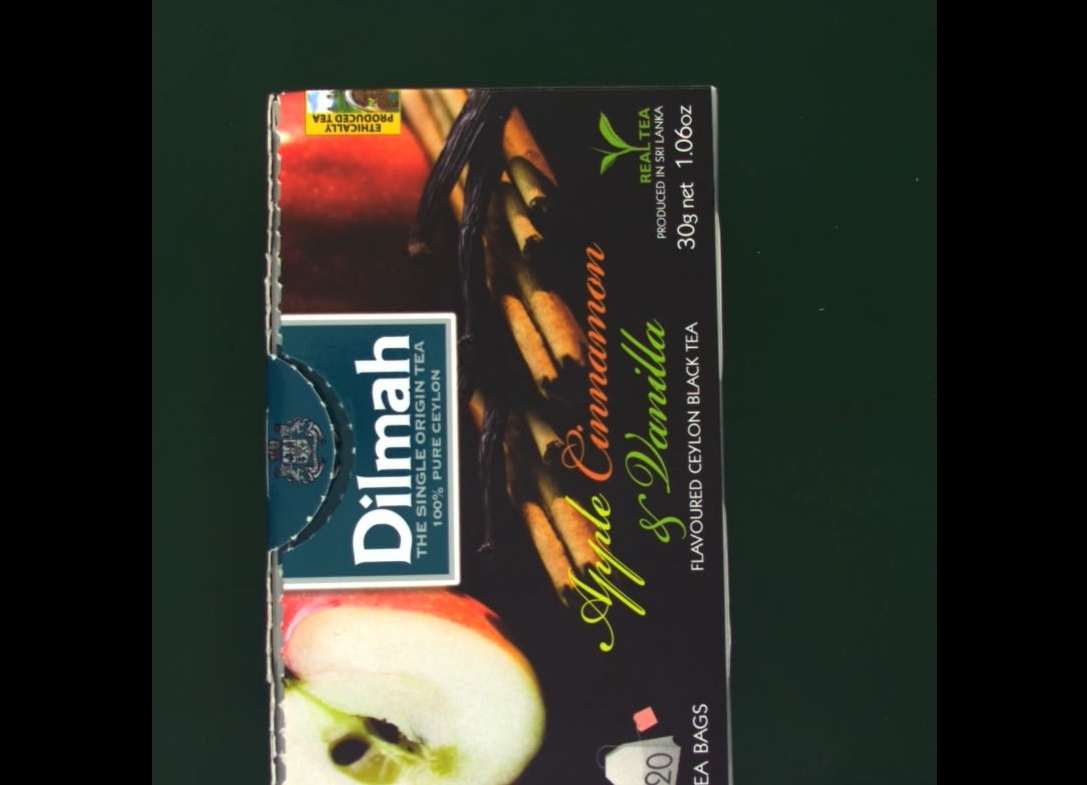 ETHICALLY
PRODUCED TEA
Dilmah
THE SINGLE ORIGIN TEA
100% PURE CEYLON
Apple Cinnamon
& Vanilla
FLAVOURED CEYLON BLACK TEA
REAL TEA
PRODUCED IN SRI LANKA
30g net 1.06oz
20
EA BAGS